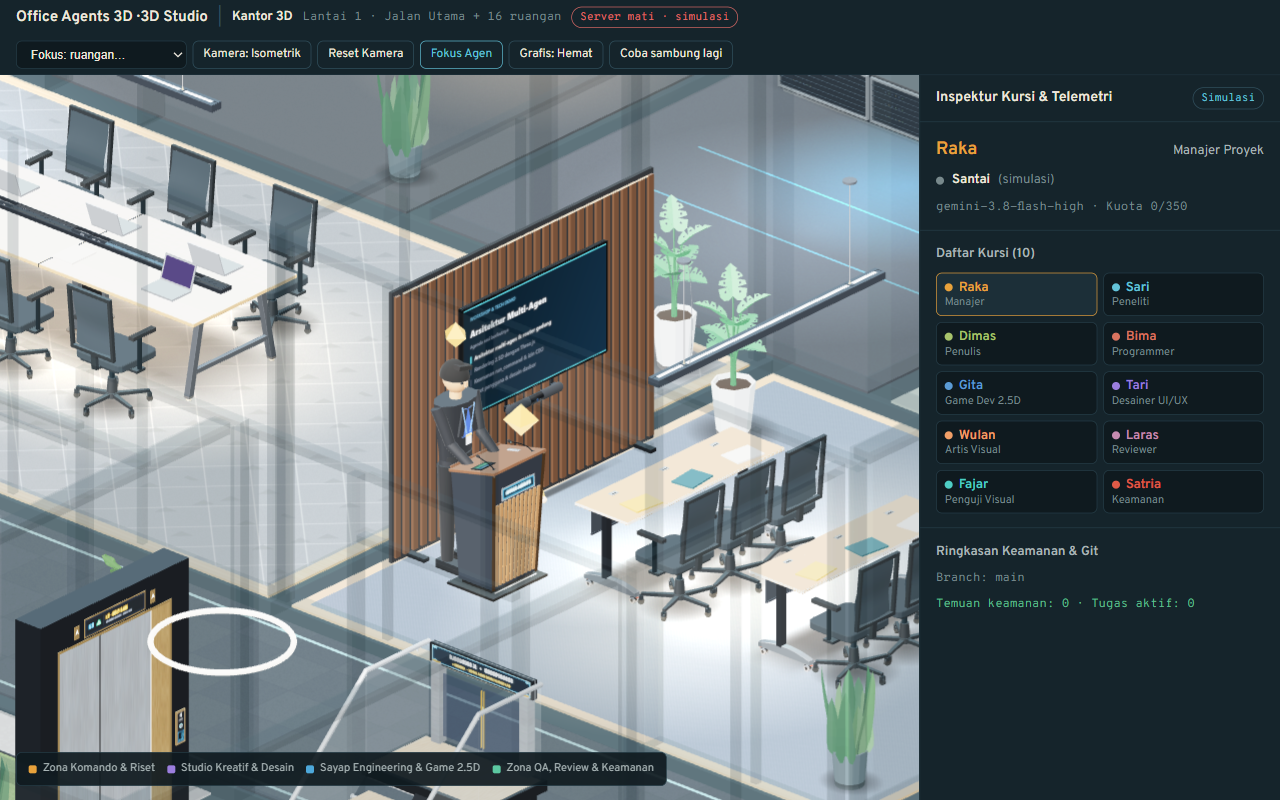 Office Agents 3D ·3D Studio
Kantor 3D Lantai 1 · Jalan Utama + 16 ruangan Server mati · simulasi
Fokus: ruangan...
Kamera: Isometrik
Reset Kamera
Fokus Agen
Grafis: Hemat
Coba sambung lagi
Arsitektur Multi-Agen
Zona Komando & Riset
Studio Kreatif & Desain
Sayap Engineering & Game 2.5D
Zona QA, Review & Keamanan
Inspektur Kursi & Telemetri
Simulasi
Raka
Manajer Proyek
Santai (simulasi)
gemini-3.8-flash-high · Kuota 0/350
Daftar Kursi (10)
Raka
Manajer
Sari
Peneliti
Dimas
Penulis
Bima
Programmer
Gita
Game Dev 2.5D
Tari
Desainer UI/UX
Wulan
Artis Visual
Laras
Reviewer
Fajar
Penguji Visual
Satria
Keamanan
Ringkasan Keamanan & Git
Branch: main
Temuan keamanan: 0 · Tugas aktif: 0